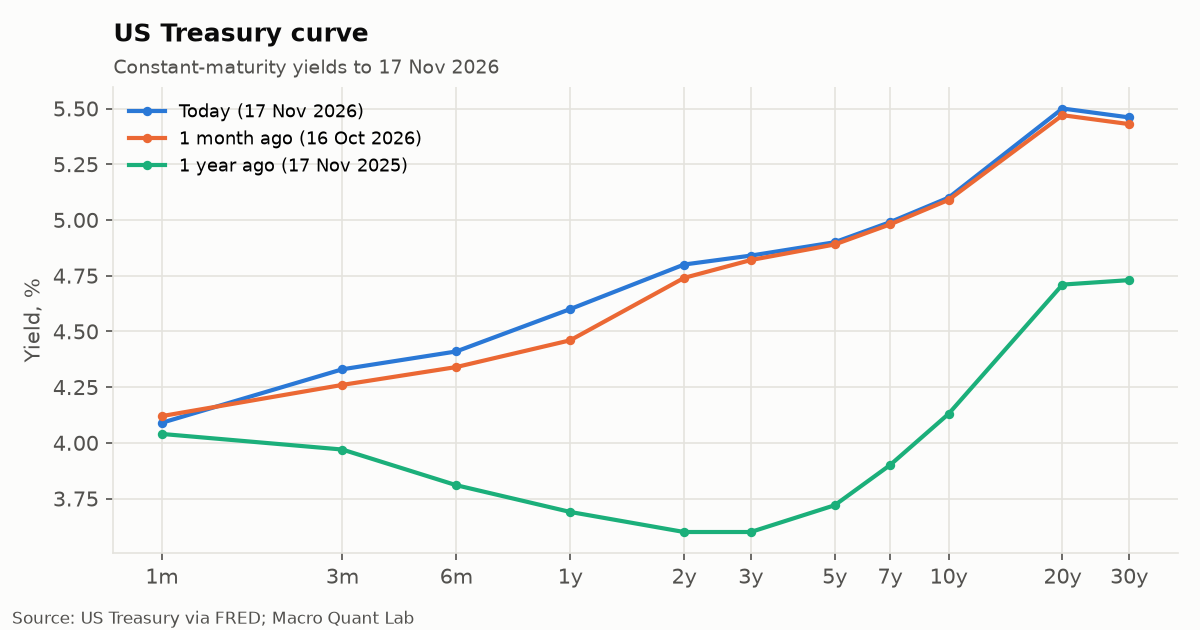 US Treasury curve
Constant-maturity yields to 17 Nov 2026
Today (17 Nov 2026)
1 month ago (16 Oct 2026)
1 year ago (17 Nov 2025)
Yield, %
5.50
5.25
5.00
4.75
4.50
4.25
4.00
3.75
1m 3m 6m 1y 2y 3y 5y 7y 10y 20y 30y
Source: US Treasury via FRED; Macro Quant Lab